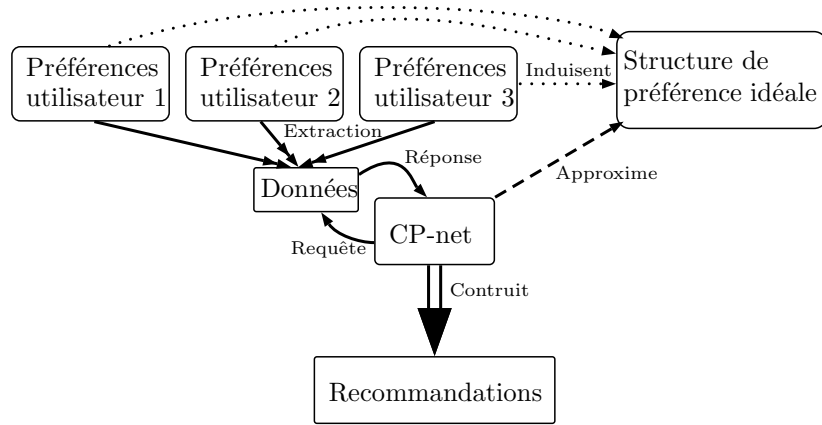 Préférences
utilisateur 1
Préférences
utilisateur 2
Préférences
utilisateur 3
Induisent
Structure de
préférence idéale
Extraction
Données
Réponse
Approxime
Requête
CP-net
Contruit
Recommandations